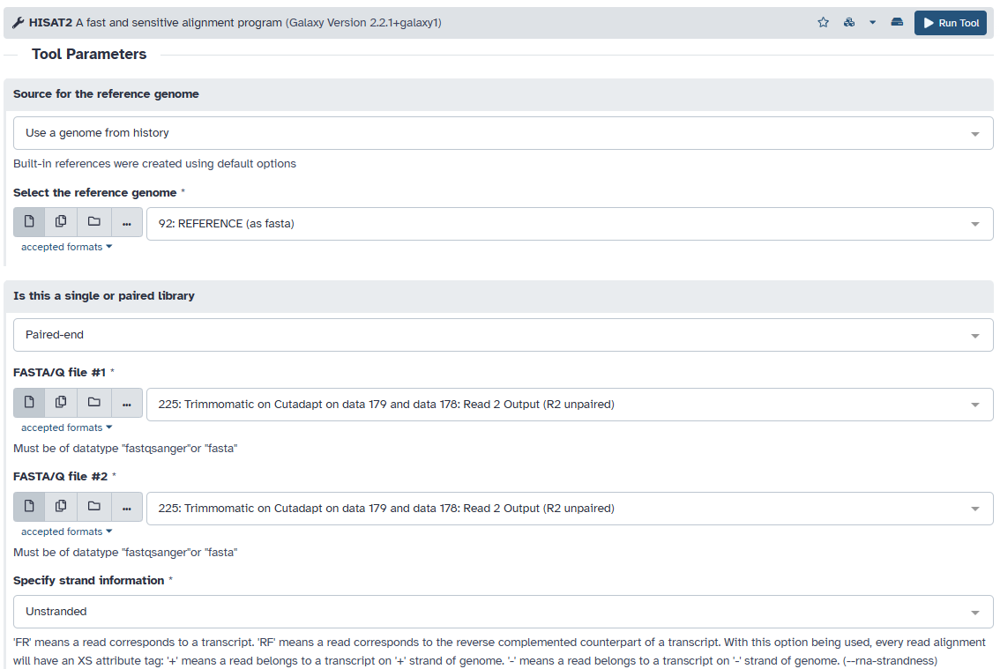 HISAT2 A fast and sensitive alignment program (Galaxy Version 2.2.1+galaxy1)
Run Tool
Tool Parameters
Source for the reference genome
Use a genome from history
Built-in references were created using default options
Select the reference genome *
92: REFERENCE (as fasta)
accepted formats
Is this a single or paired library
Paired-end
FASTA/Q file #1 *
225: Trimmomatic on Cutadapt on data 179 and data 178: Read 2 Output (R2 unpaired)
accepted formats
Must be of datatype "fastqsanger"or "fasta"
FASTA/Q file #2 *
225: Trimmomatic on Cutadapt on data 179 and data 178: Read 2 Output (R2 unpaired)
accepted formats
Must be of datatype "fastqsanger"or "fasta"
Specify strand information *
Unstranded
'FR' means a read corresponds to a transcript. 'RF' means a read corresponds to the reverse complemented counterpart of a transcript. With this option being used, every read alignment
will have an XS attribute tag: '+' means a read belongs to a transcript on '+' strand of genome. '-' means a read belongs to a transcript on '-' strand of genome. (--rna-strandness)